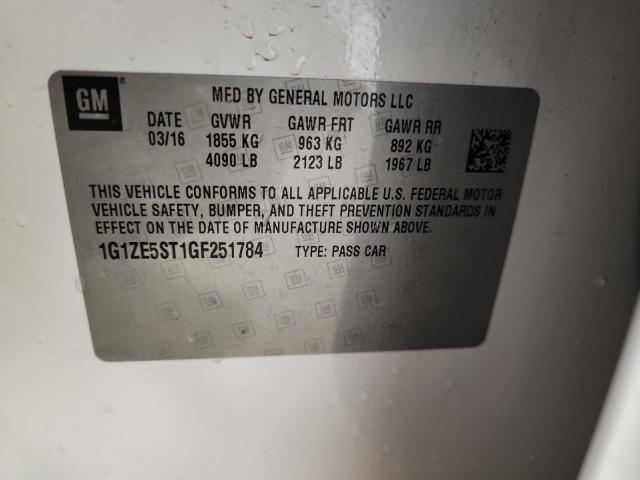 GM
MFD BY GENERAL MOTORS LLC
DATE GVWR GAWR FRT GAWR RR
03/16 1855 KG 963 KG 892 KG
4090 LB 2123 LB 1967 LB
THIS VEHICLE CONFORMS TO ALL APPLICABLE U.S. FEDERAL MOTOR
VEHICLE SAFETY, BUMPER, AND THEFT PREVENTION STANDARDS IN
EFFECT ON THE DATE OF MANUFACTURE SHOWN ABOVE.
1G1ZE5ST1GF251784 TYPE: PASS CAR